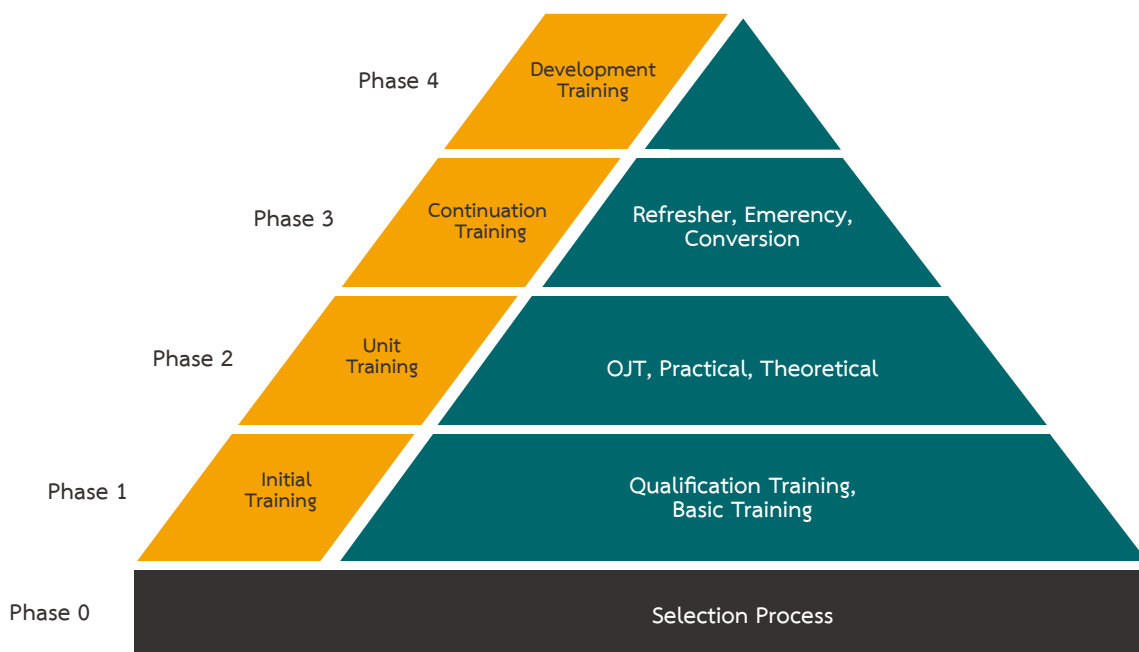 Phase 4
Development
Training
Phase 3
Continuation
Training
Refresher, Emerency,
Conversion
Phase 2
Unit
Training
OJT, Practical, Theoretical
Phase 1
Initial
Training
Qualification Training,
Basic Training
Phase 0
Selection Process